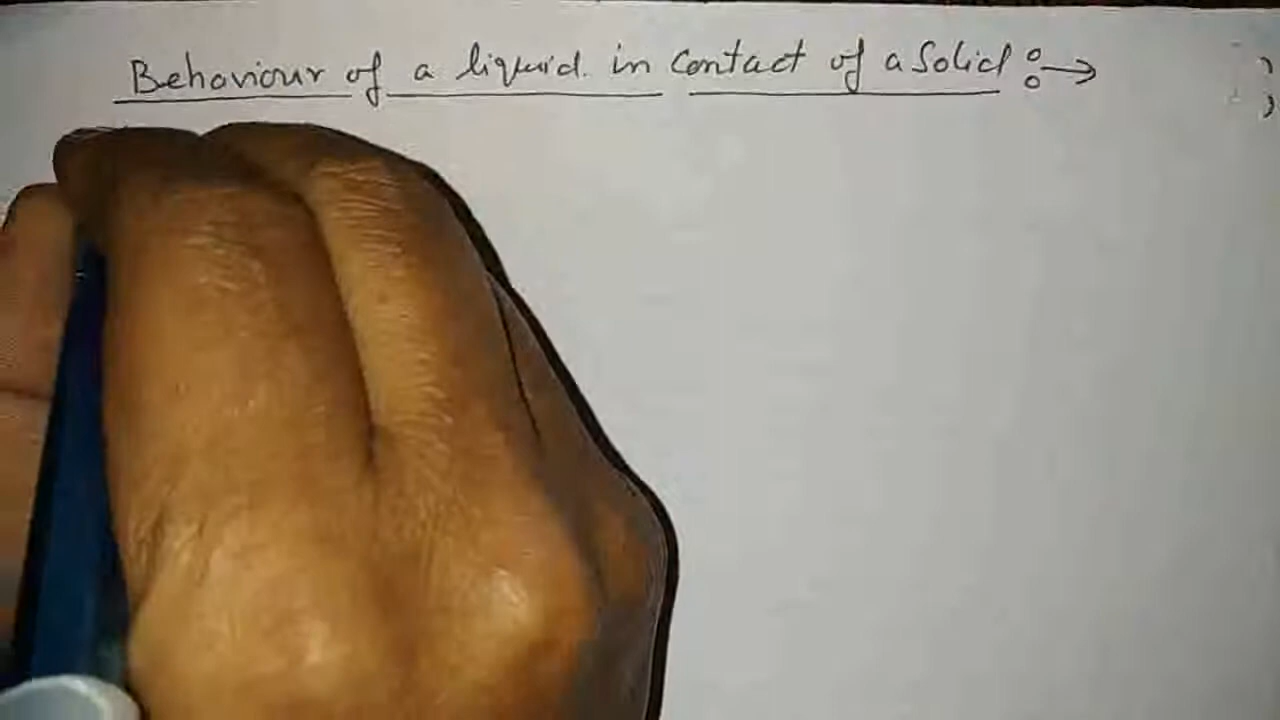 Behaviour of a liquid. in Contact of a Solid :→